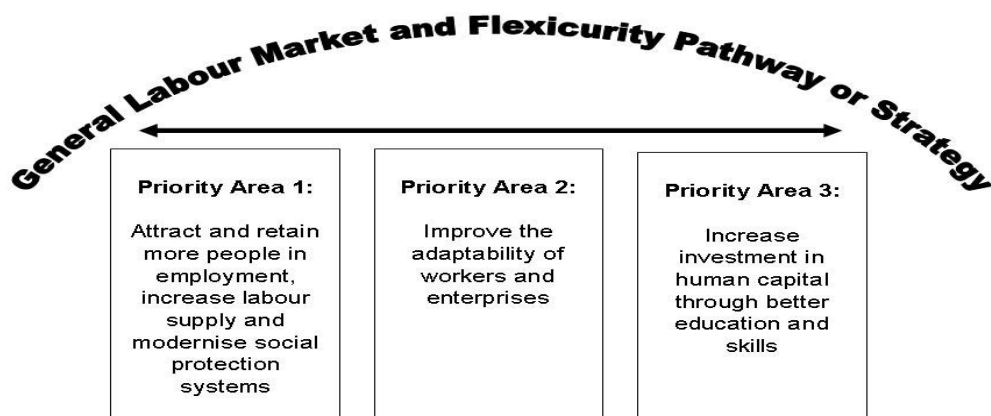 General Labour Market and Flexicurity Pathway or Strategy
Priority Area 1:
Attract and retain
more people in
employment,
increase labour
supply and
modernise social
protection
systems
Priority Area 2:
Improve the
adaptability of
workers and
enterprises
Priority Area 3:
Increase
investment in
human capital
through better
education and
skills